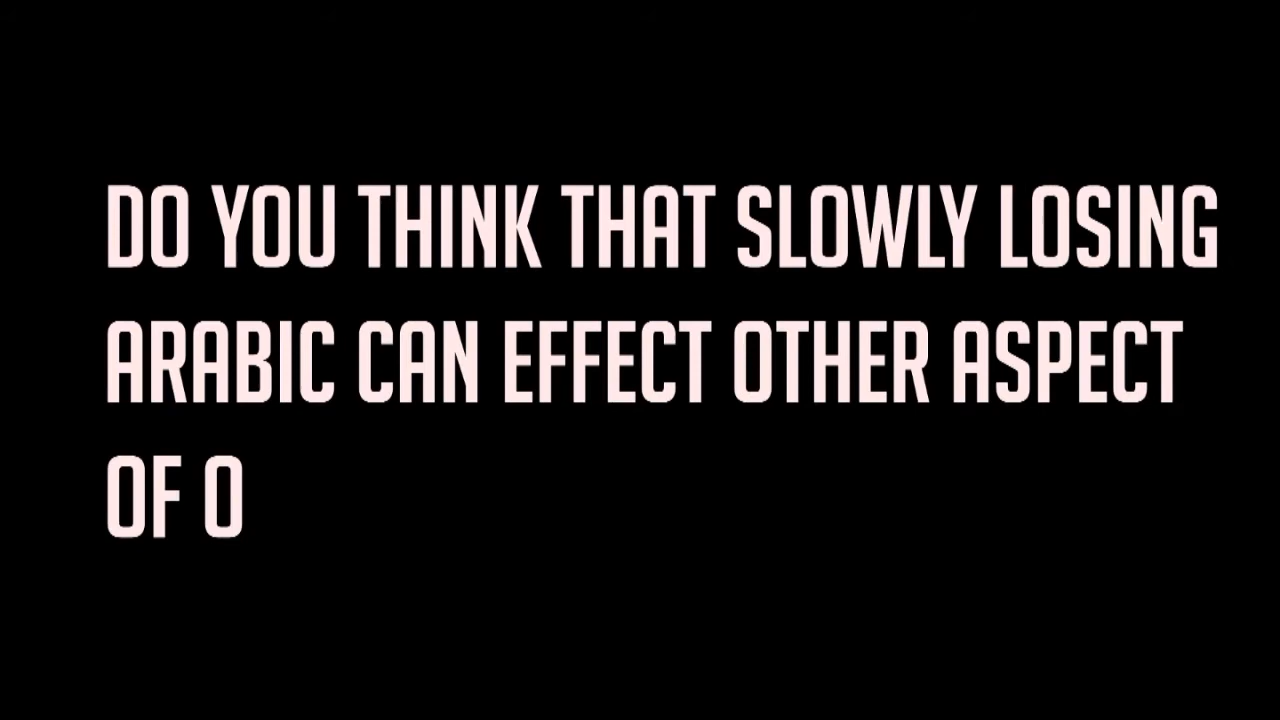 DO YOU THINK THAT SLOWLY LOSING
ARABIC CAN EFFECT OTHER ASPECT
OF O